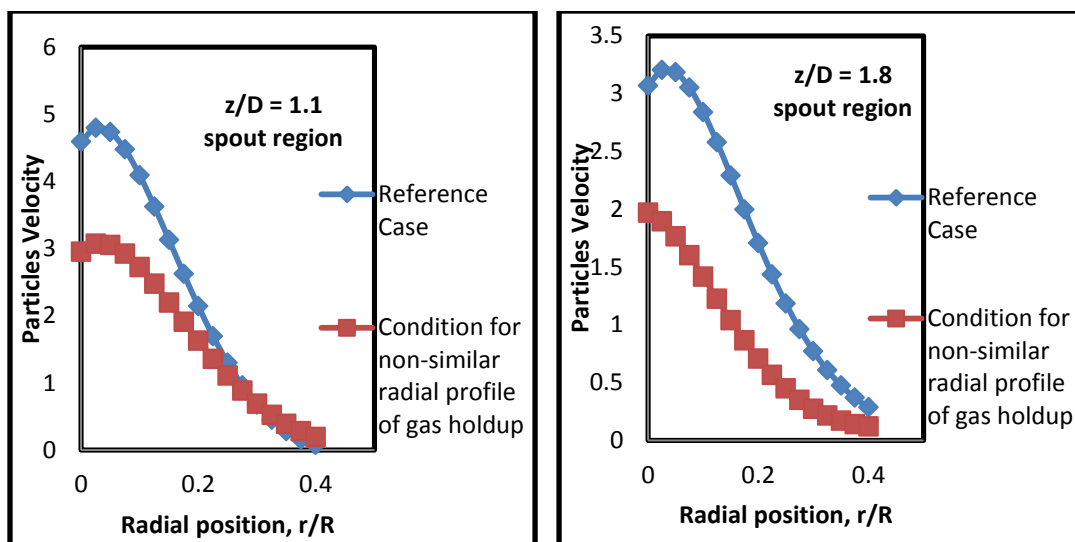 6
5
4
3
2
1
0
Particles Velocity
z/D = 1.1
spout region
Reference
Case
Condition for
non-similar
radial profile
of gas holdup
0
0.2
0.4
Radial position, r/R
3.5
3
2.5
2
1.5
1
0.5
0
Particles Velocity
z/D = 1.8
spout region
Reference
Case
Condition for
non-similar
radial profile
of gas holdup
0
0.2
0.4
Radial position, r/R